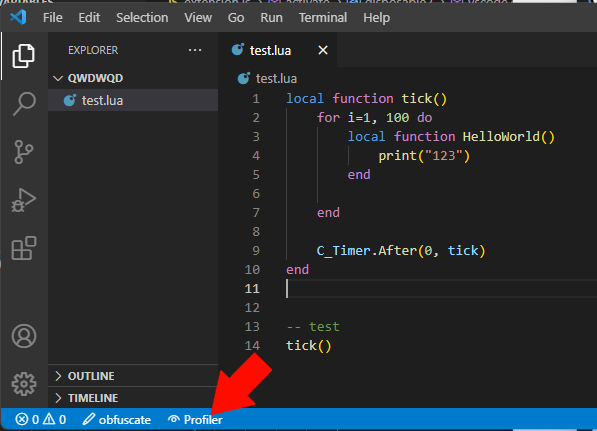 File Edit Selection View Go Run Terminal Help
EXPLORER ···
test.lua ×
QWDWQD
test.lua
test.lua
1 local function tick()
2 for i=1, 100 do
3 local function HelloWorld()
4 print("123")
5 end
6
7 end
8
9 C_Timer.After(0, tick)
10 end
11
12
13 -- test
14 tick()
OUTLINE
TIMELINE
0 0 obfuscate Profiler